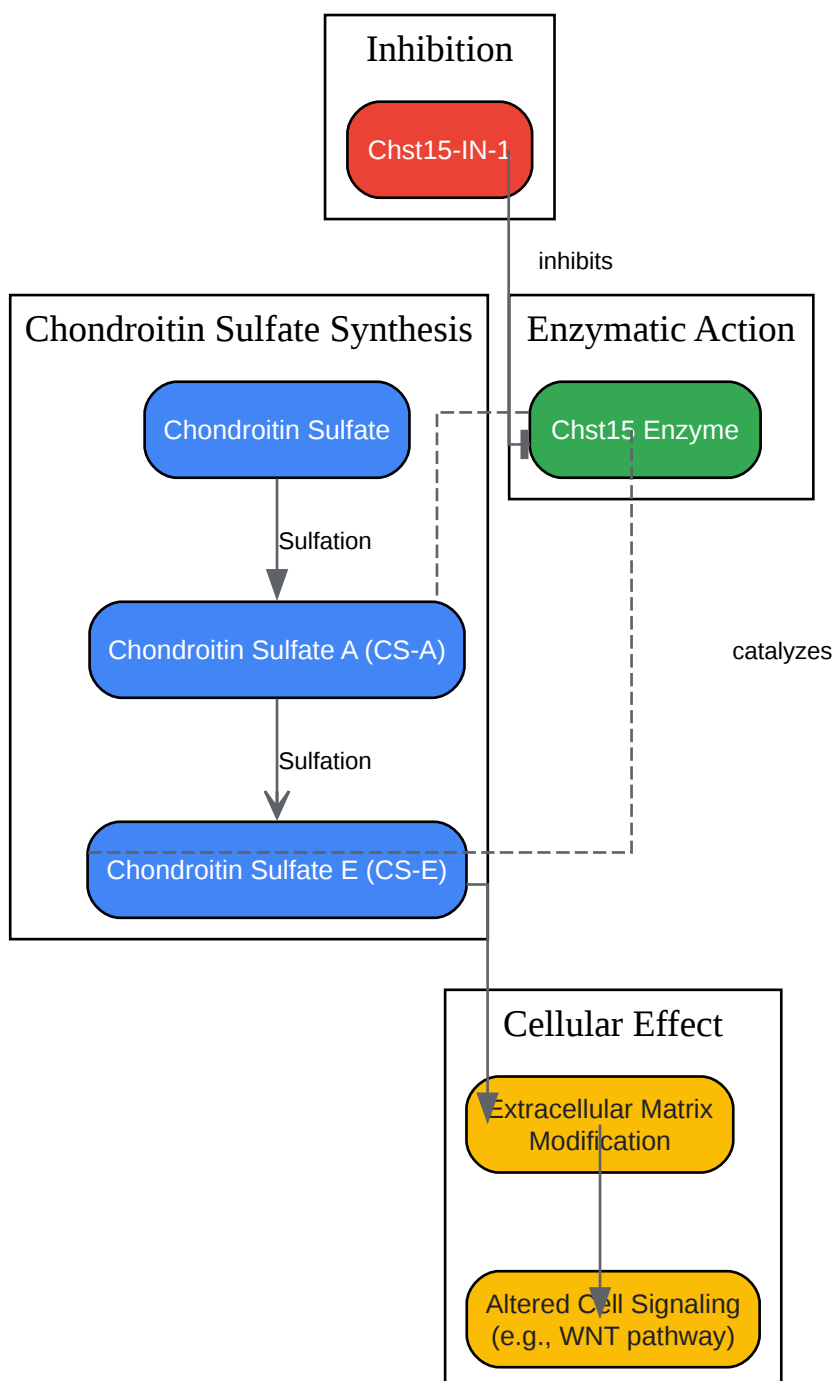 Inhibition
Chst15-IN-1
inhibits
Chondroitin Sulfate Synthesis
Enzymatic Action
Chondroitin Sulfate
Chst15 Enzyme
Sulfation
Chondroitin Sulfate A (CS-A)
catalyzes
Sulfation
Chondroitin Sulfate E (CS-E)
Cellular Effect
Extracellular Matrix
Modification
Altered Cell Signaling
(e.g., WNT pathway)